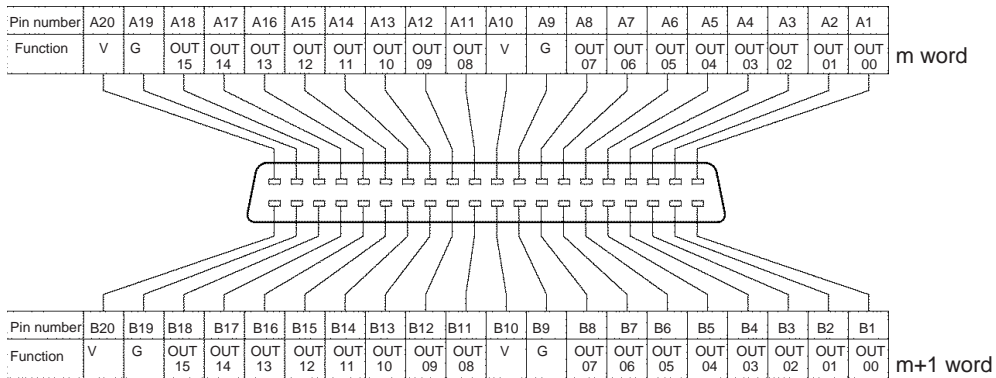 Pin number A20 A19 A18 A17 A16 A15 A14 A13 A12 A11 A10 A9 A8 A7 A6 A5 A4 A3 A2 A1
Function V G OUT OUT OUT OUT OUT OUT OUT OUT V G OUT OUT OUT OUT OUT OUT OUT OUT
15 14 13 12 11 10 09 08 07 06 05 04 03 02 01 00
m word
Pin number B20 B19 B18 B17 B16 B15 B14 B13 B12 B11 B10 B9 B8 B7 B6 B5 B4 B3 B2 B1
Function V G OUT OUT OUT OUT OUT OUT OUT OUT V G OUT OUT OUT OUT OUT OUT OUT OUT
15 14 13 12 11 10 09 08 07 06 05 04 03 02 01 00
m+1 word